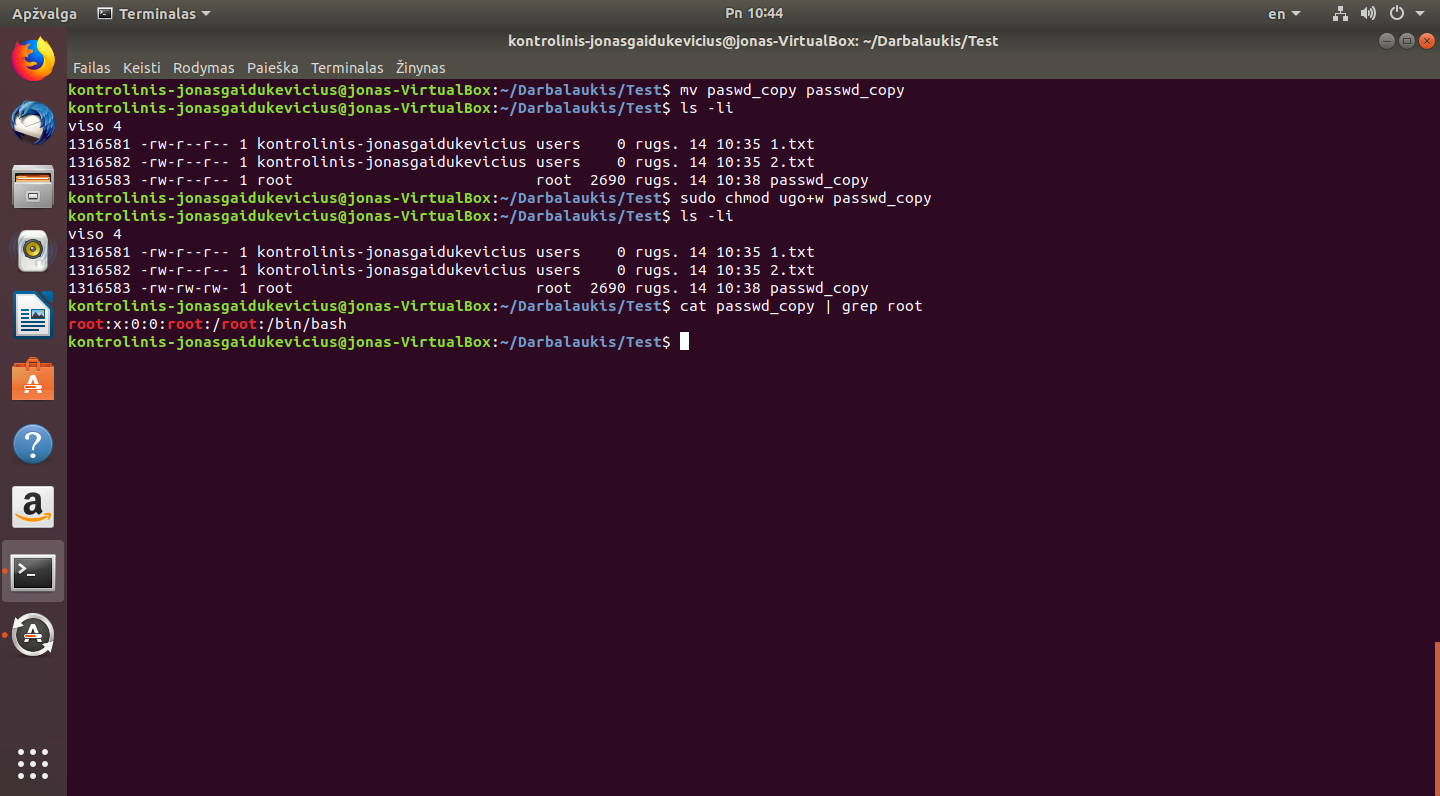 Apžvalga Terminalas Pn 10:44 en
kontrolinis-jonasgaidukevicius@jonas-VirtualBox: ~/Darbalaukis/Test
Failas Keisti Rodymas Paieška Terminalas Žinynas
kontrolinis-jonasgaidukevicius@jonas-VirtualBox:~/Darbalaukis/Test$ mv paswd_copy passwd_copy
kontrolinis-jonasgaidukevicius@jonas-VirtualBox:~/Darbalaukis/Test$ ls -li
viso 4
1316581 -rw-r--r-- 1 kontrolinis-jonasgaidukevicius users    0 rugs. 14 10:35 1.txt
1316582 -rw-r--r-- 1 kontrolinis-jonasgaidukevicius users    0 rugs. 14 10:35 2.txt
1316583 -rw-r--r-- 1 root                           root  2690 rugs. 14 10:38 passwd_copy
kontrolinis-jonasgaidukevicius@jonas-VirtualBox:~/Darbalaukis/Test$ sudo chmod ugo+w passwd_copy
kontrolinis-jonasgaidukevicius@jonas-VirtualBox:~/Darbalaukis/Test$ ls -li
viso 4
1316581 -rw-r--r-- 1 kontrolinis-jonasgaidukevicius users    0 rugs. 14 10:35 1.txt
1316582 -rw-r--r-- 1 kontrolinis-jonasgaidukevicius users    0 rugs. 14 10:35 2.txt
1316583 -rw-rw-rw- 1 root                           root  2690 rugs. 14 10:38 passwd_copy
kontrolinis-jonasgaidukevicius@jonas-VirtualBox:~/Darbalaukis/Test$ cat passwd_copy | grep root
root:x:0:0:root:/root:/bin/bash
kontrolinis-jonasgaidukevicius@jonas-VirtualBox:~/Darbalaukis/Test$